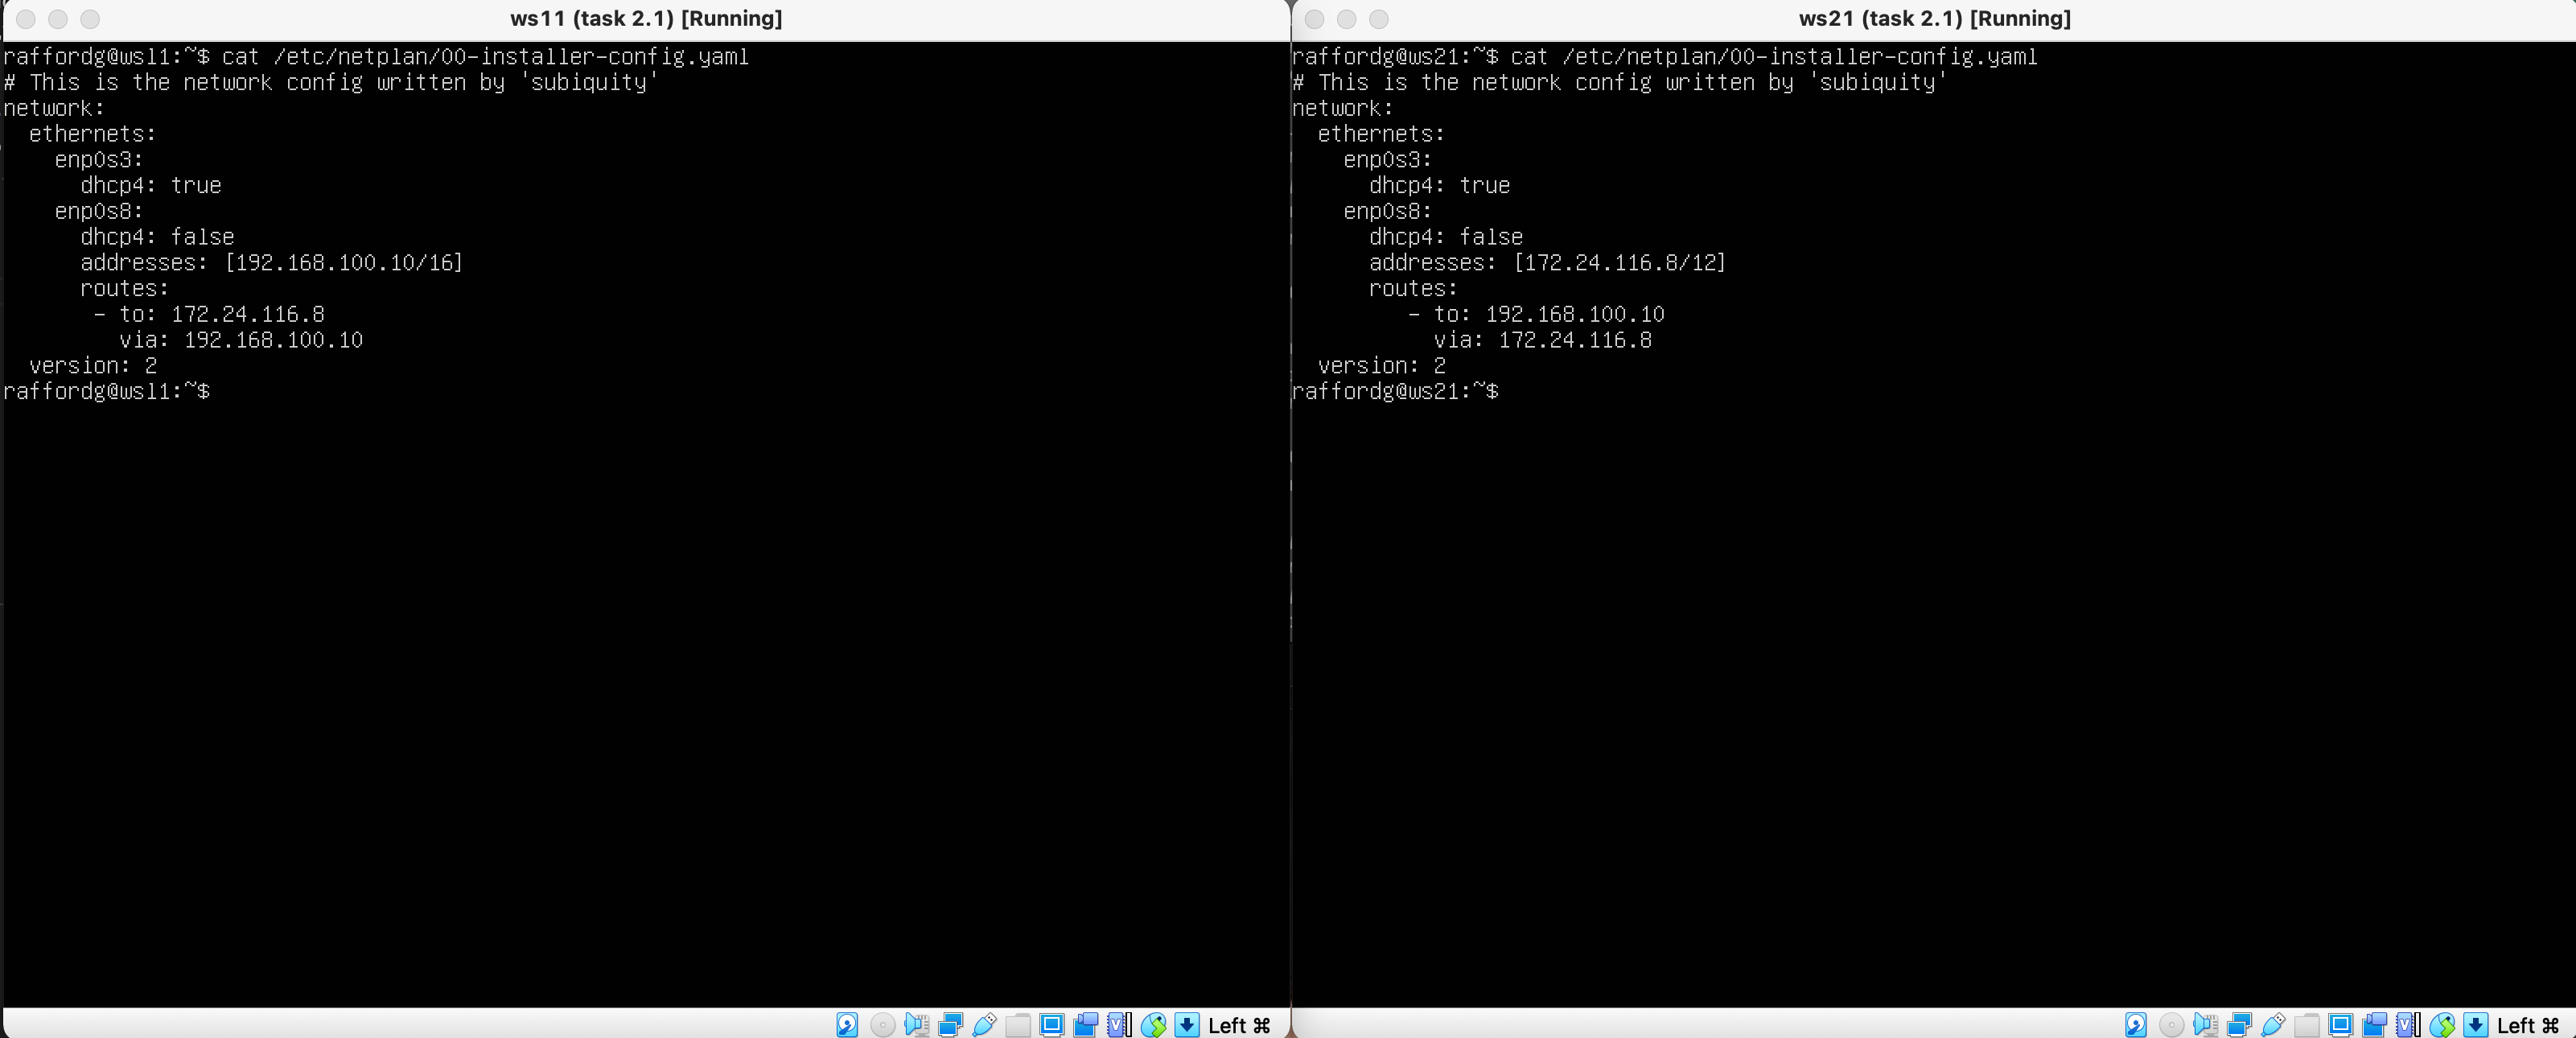 ws11 (task 2.1) [Running]
raffordg@wsl1:~$ cat /etc/netplan/00-installer-config.yaml
# This is the network config written by 'subiquity'
network:
  ethernets:
    enp0s3:
      dhcp4: true
    enp0s8:
      dhcp4: false
      addresses: [192.168.100.10/16]
      routes:
       - to: 172.24.116.8
         via: 192.168.100.10
  version: 2
raffordg@wsl1:~$
Left ⌘
ws21 (task 2.1) [Running]
raffordg@ws21:~$ cat /etc/netplan/00-installer-config.yaml
# This is the network config written by 'subiquity'
network:
  ethernets:
    enp0s3:
      dhcp4: true
    enp0s8:
      dhcp4: false
      addresses: [172.24.116.8/12]
      routes:
         - to: 192.168.100.10
           via: 172.24.116.8
  version: 2
raffordg@ws21:~$
Left ⌘